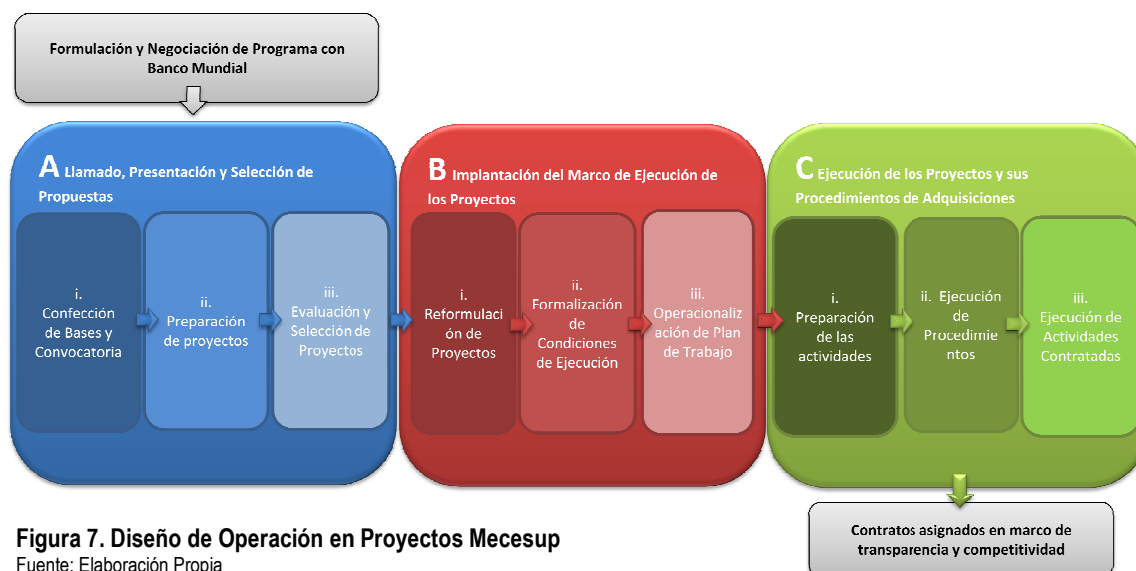 Formulación y Negociación de Programa con
Banco Mundial
A Llamado, Presentación y Selección de
Propuestas
i.
Confección
de Bases y
Convocatoria
ii.
Preparación
de proyectos
iii.
Evaluación y
Selección de
Proyectos
B Implantación del Marco de Ejecución de
los Proyectos
i.
Reformulaci
ón de
Proyectos
ii.
Formalización
de
Condiciones
de Ejecución
iii.
Operacionaliz
ación de Plan
de Trabajo
C Ejecución de los Proyectos y sus
Procedimientos de Adquisiciones
i.
Preparación
de las
actividades
ii. Ejecución
de
Procedimie
ntos
iii.
Ejecución de
Actividades
Contratadas
Contratos asignados en marco de
transparencia y competitividad
Figura 7. Diseño de Operación en Proyectos Mecesup
Fuente: Elaboración Propia